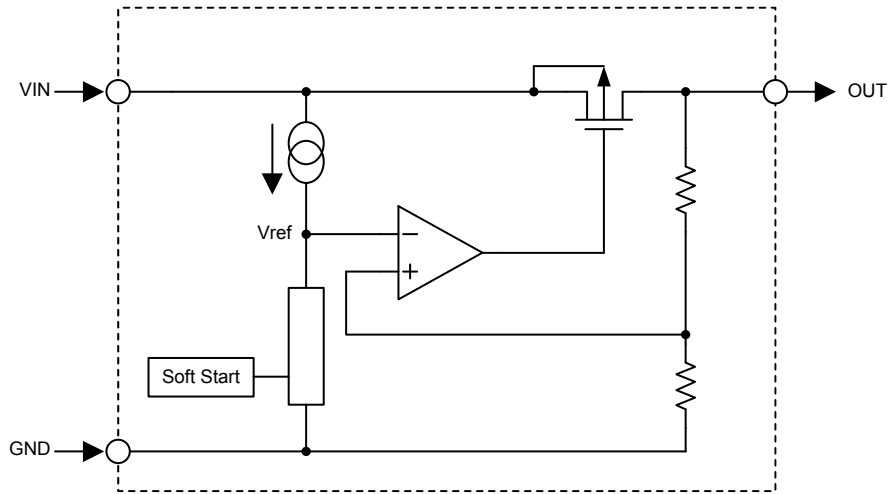 VIN
OUT
Vref
−
+
Soft Start
GND